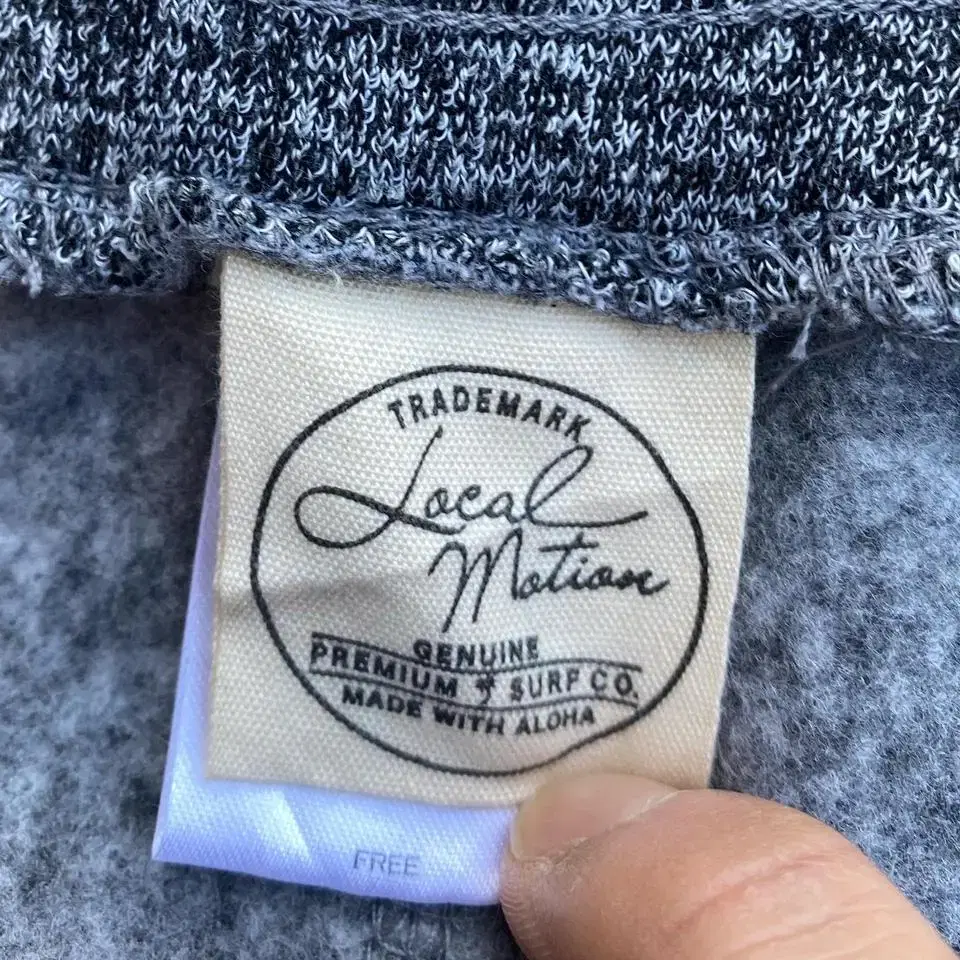 TRADEMARK
Local
Motion
GENUINE
PREMIUM SURF CO.
MADE WITH ALOHA
FREE